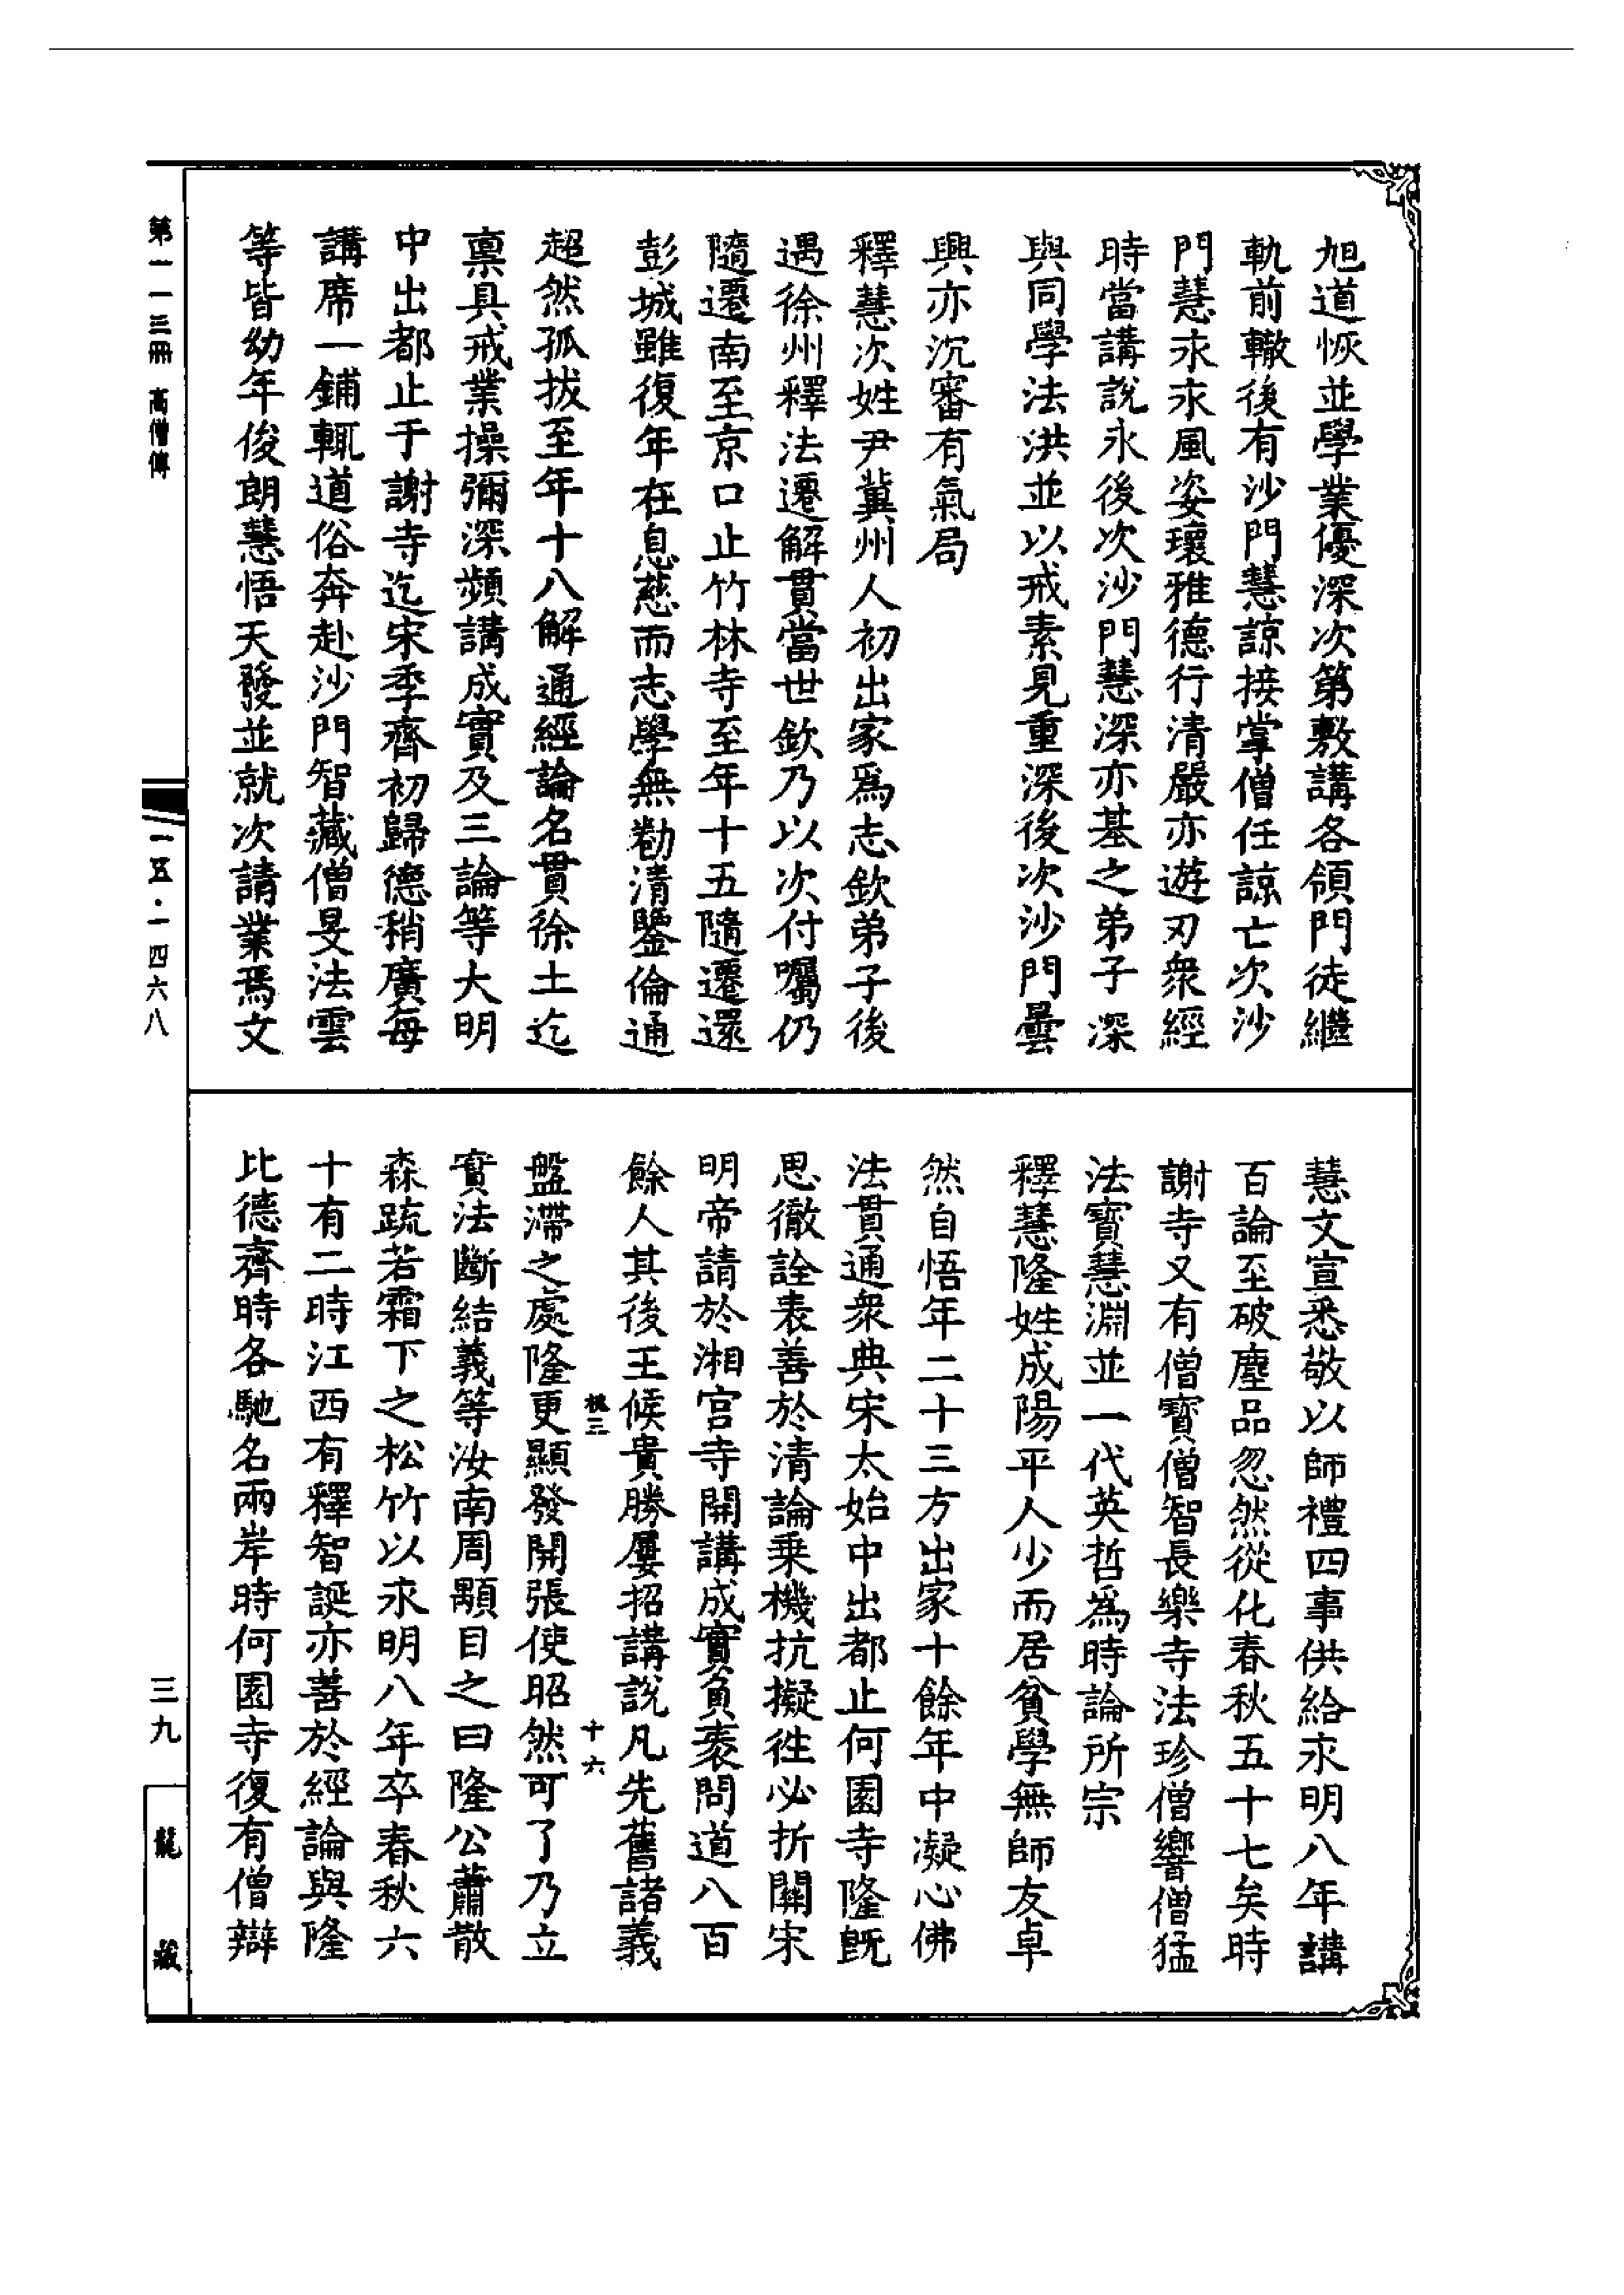 旭道恢並學業優深次第敷講各領門徒繼
軌前轍後有沙門慧諒接掌僧任諒亡次沙
門慧永永風姿瓌雅德行清嚴亦遊刃衆經
時當講說永後次沙門慧深亦基之弟子深
與同學法洪並以戒素見重深後次沙門曇
興亦沉審有氣局
釋慧次姓尹冀州人初出家爲志欽弟子後
遇徐州釋法遷解貫當世欽乃以次付囑仍
隨遷南至京口止竹林寺至年十五隨遷還
彭城雖復年在息慈而志學無勌清鑒倫通
超然孤拔至年十八解通經論名貫徐土迄
禀具戒業操彌深頻講成實及三論等大明
中出都止于謝寺迄宋季齊初歸德稍廣每
講席一鋪輒道俗奔赴沙門智藏僧旻法雲
等皆幼年俊朗慧悟天發並就次請業焉文
慧文宣悉敬以師禮四事供給永明八年講
百論至破塵品忽然從化春秋五十七矣時
謝寺又有僧寶僧智長樂寺法珍僧響僧猛
法寶慧淵並一代英哲爲時論所宗
釋慧隆姓成陽平人少而居貧學無師友卓
然自悟年二十三方出家十餘年中凝心佛
法貫通衆典宋太始中出都止何園寺隆旣
思徹詮表善於清論乘機抗擬往必折關宋
明帝請於湘宫寺開講成實負袠問道八百
餘人其後王候貴勝屢招講說凡先舊諸義
盤滯之處隆更顯發開張使昭然可了乃立
實法斷結義等汝南周顒目之曰隆公蕭散
森疏若霜下之松竹以永明八年卒春秋六
十有二時江西有釋智誕亦善於經論與隆
比德齊時各馳名兩岸時何園寺復有僧辯
十六
第一一三冊 高僧傳
一五·一四六八
三九
龍藏